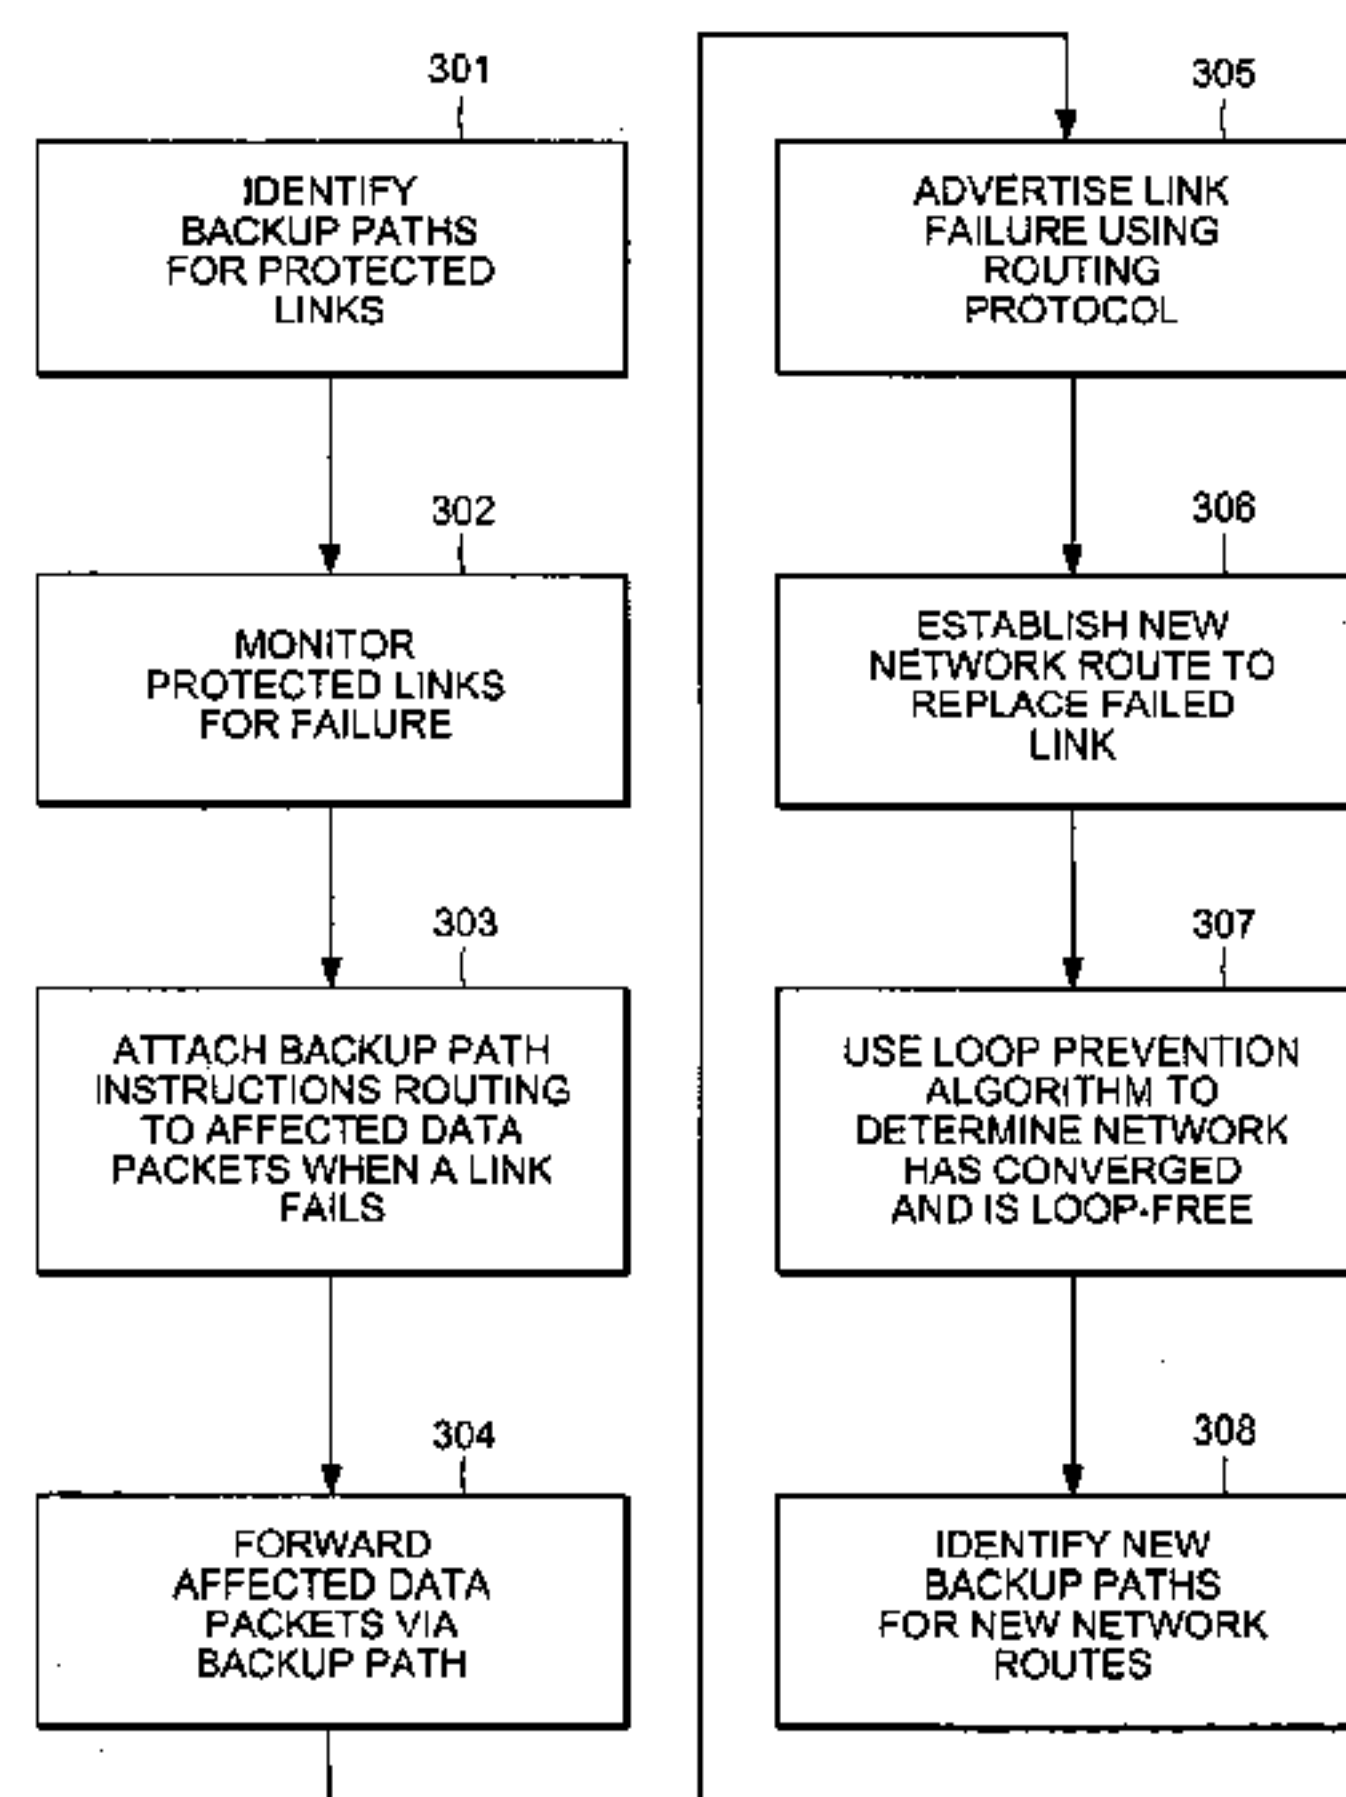 301
IDENTIFY
BACKUP PATHS
FOR PROTECTED
LINKS
302
MONITOR
PROTECTED LINKS
FOR FAILURE
303
ATTACH BACKUP PATH
INSTRUCTIONS ROUTING
TO AFFECTED DATA
PACKETS WHEN A LINK
FAILS
304
FORWARD
AFFECTED DATA
PACKETS VIA
BACKUP PATH
305
ADVERTISE LINK
FAILURE USING
ROUTING
PROTOCOL
306
ESTABLISH NEW
NETWORK ROUTE TO
REPLACE FAILED
LINK
307
USE LOOP PREVENTION
ALGORITHM TO
DETERMINE NETWORK
HAS CONVERGED
AND IS LOOP-FREE
308
IDENTIFY NEW
BACKUP PATHS
FOR NEW NETWORK
ROUTES